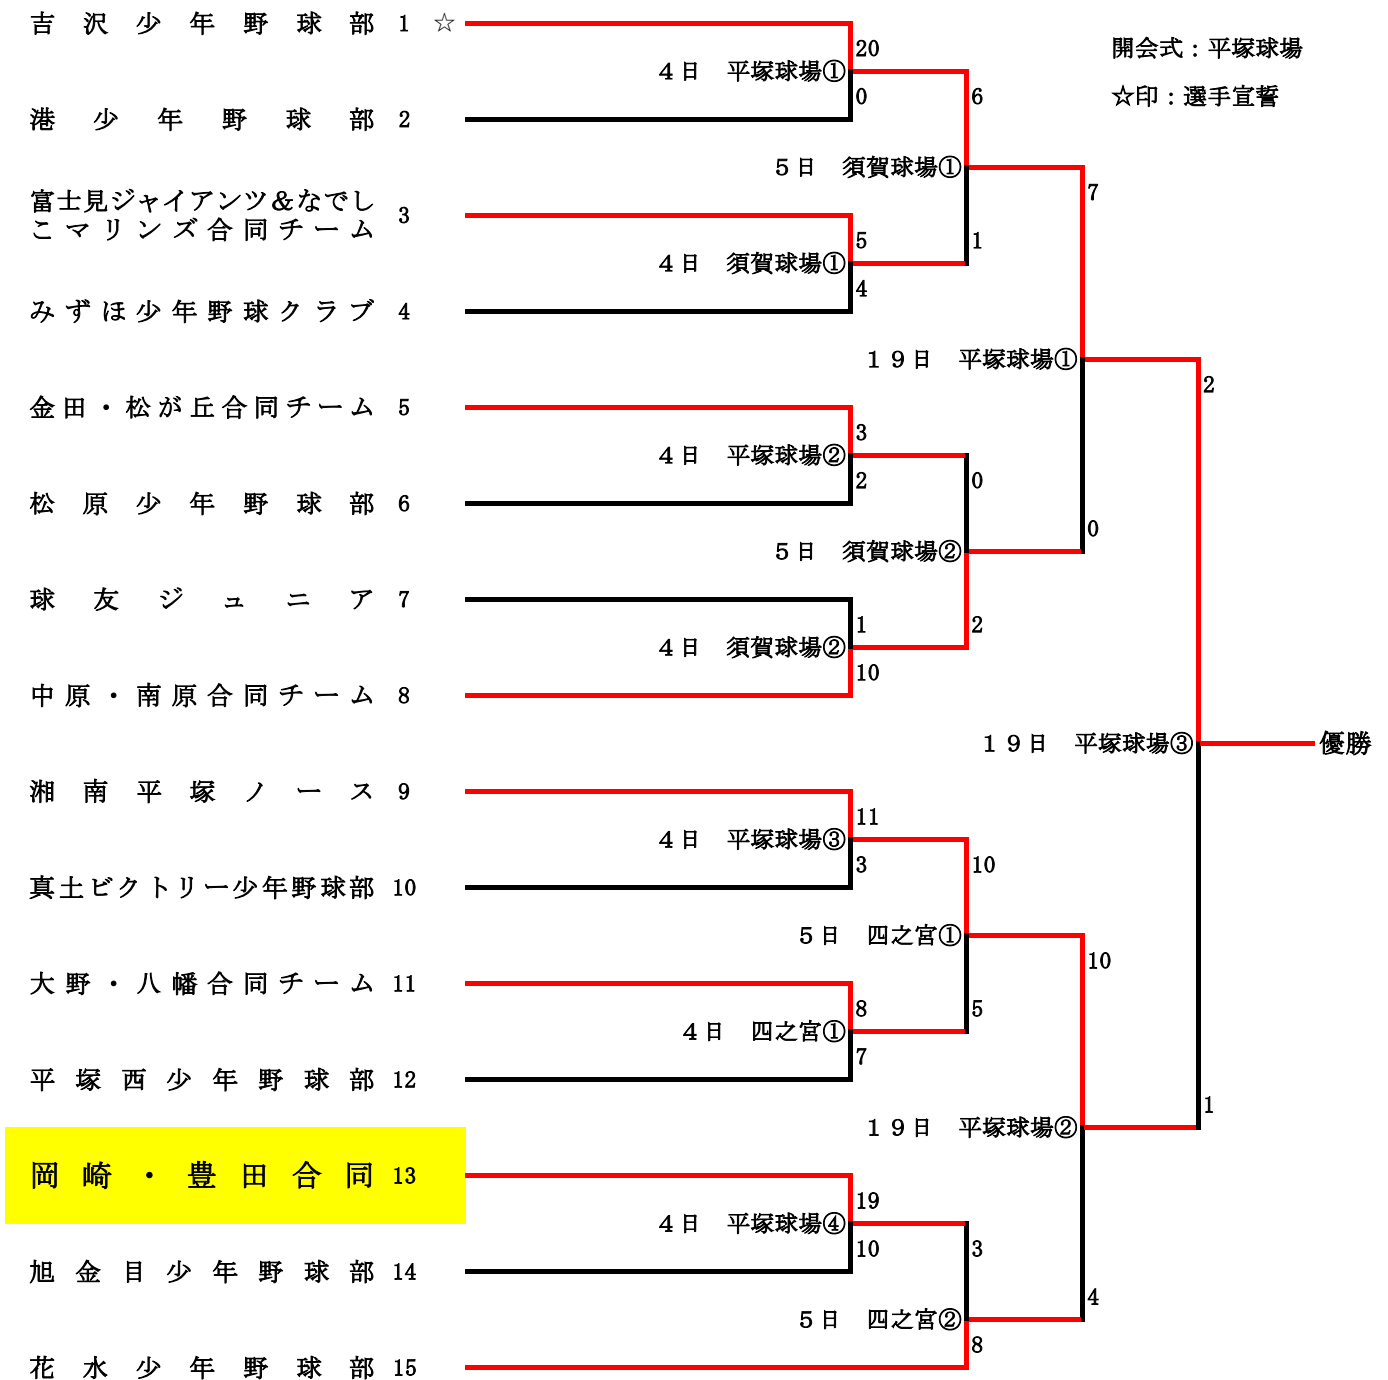 吉沢少年野球部 1 ☆
20
開会式：平塚球場
4日 平塚球場①
0
6
☆印：選手宣誓
港少年野球部 2
5日 須賀球場①
7
富士見ジャイアンツ＆なでし
こマリンズ合同チーム 3
5
1
4日 須賀球場①
4
みずほ少年野球クラブ 4
19日 平塚球場①
2
金田・松が丘合同チーム 5
3
4日 平塚球場②
2
0
松原少年野球部 6
0
5日 須賀球場②
球友ジュニア 7
1
2
4日 須賀球場②
10
中原・南原合同チーム 8
19日 平塚球場③ 優勝
湘南平塚ノース 9
11
4日 平塚球場③
3
10
真土ビクトリー少年野球部 10
5日 四之宮①
10
大野・八幡合同チーム 11
8
5
4日 四之宮①
7
平塚西少年野球部 12
1
19日 平塚球場②
岡崎・豊田合同 13
19
4日 平塚球場④
10
3
旭金目少年野球部 14
4
5日 四之宮②
8
花水少年野球部 15